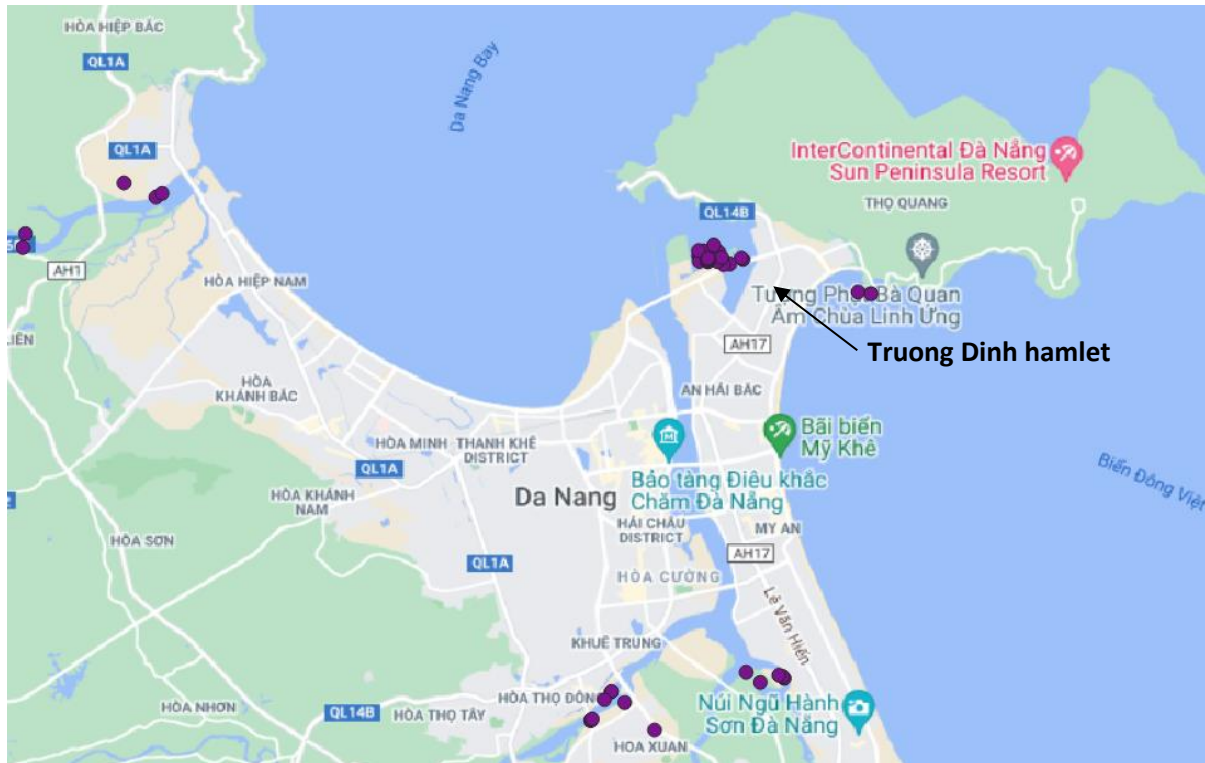 HÒA HIỆP BẮC
QL1A
Da Nang Bay
QL1A
InterContinental Đà Nẵng
Sun Peninsula Resort
THỌ QUANG
QL14B
AH1
HÒA HIỆP NAM
LIÊN
Tượng Phật Bà Quan
Âm Chùa Linh Ứng
Truong Dinh hamlet
AH17
HÒA
KHÁNH BẮC
AN HẢI BẮC
Bãi biển
Mỹ Khê
HÒA MINH
THANH KHÊ
DISTRICT
QL1A
Bảo tàng Điêu khắc
Chăm Đà Nẵng
Biển Đông Việt
HÒA KHÁNH
NAM
Da Nang
HẢI CHÂU
DISTRICT
MY AN
HÒA SƠN
AH17
QL1A
HÒA CƯỜNG
Lê Văn Hiến
KHUÊ TRUNG
HÒA NHƠN
QL14B
HÒA THỌ TÂY
HÒA THỌ ĐÔNG
Núi Ngũ Hành
Sơn Đà Nẵng
HOA XUAN